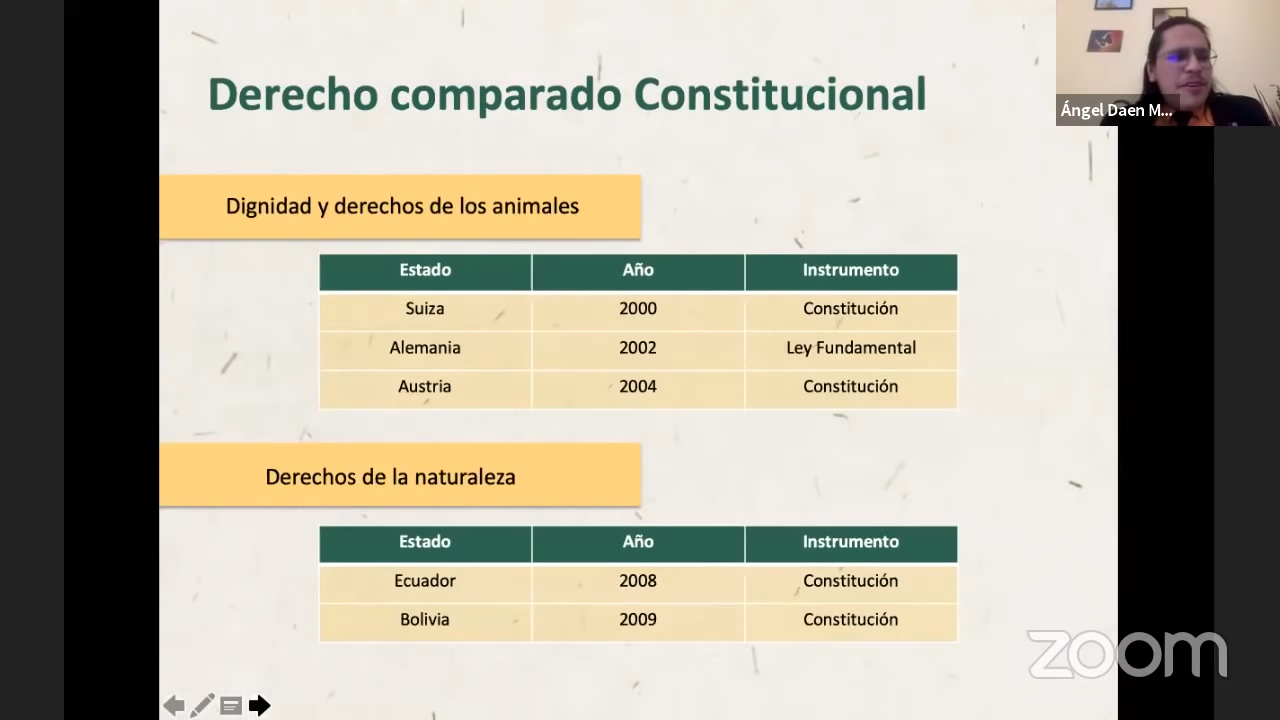 Derecho comparado Constitucional
Ángel Daen M...
Dignidad y derechos de los animales
Estado Año Instrumento
Suiza 2000 Constitución
Alemania 2002 Ley Fundamental
Austria 2004 Constitución
Derechos de la naturaleza
Estado Año Instrumento
Ecuador 2008 Constitución
Bolivia 2009 Constitución
zoom